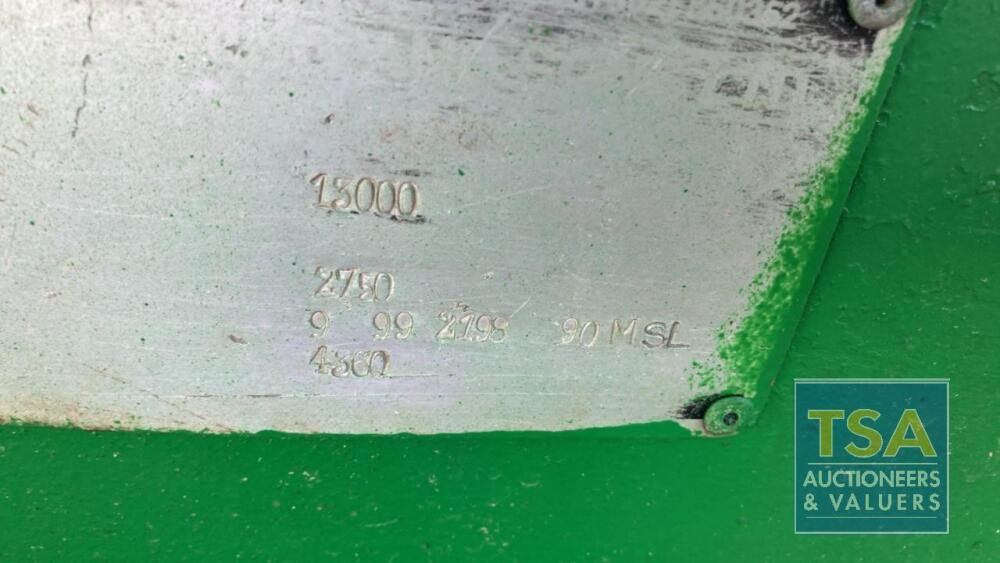 13000
2750
9 99 2198 90 MSL
4360
TSA
AUCTIONEERS
& VALUERS